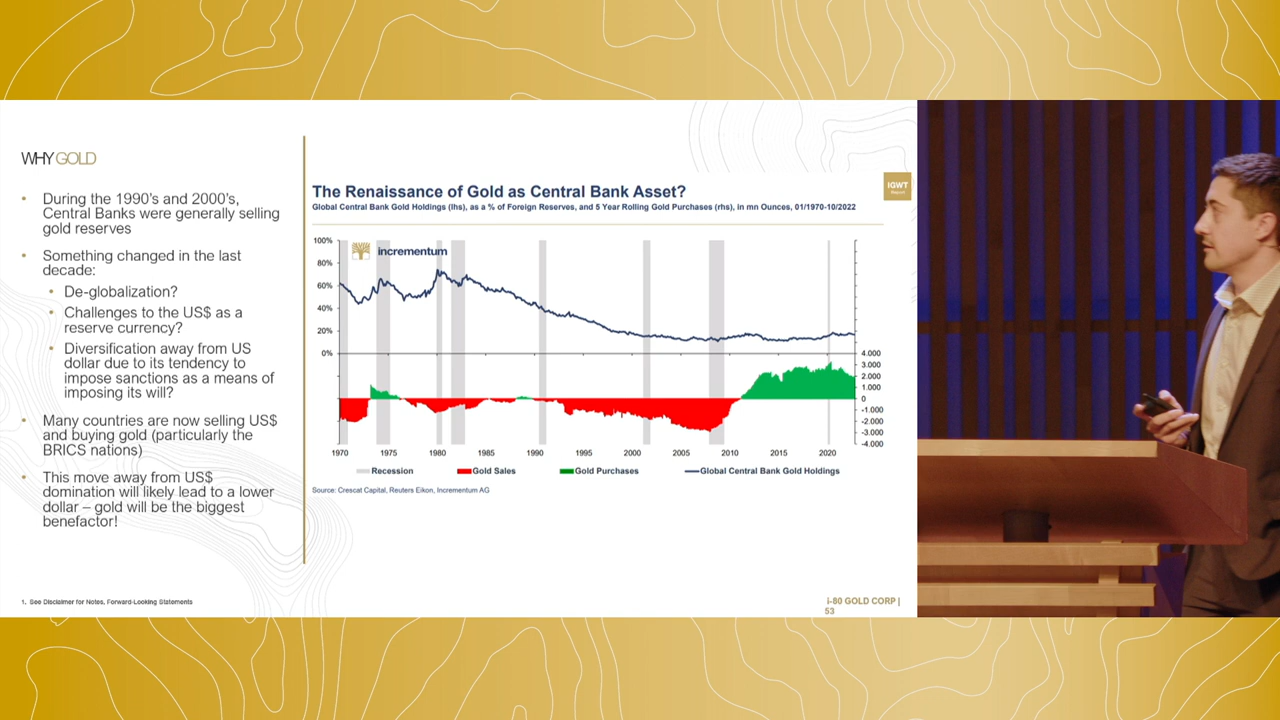 WHY GOLD
• During the 1990's and 2000's,
Central Banks were generally selling
gold reserves
• Something changed in the last
decade:
• De-globalization?
• Challenges to the US$ as a
reserve currency?
• Diversification away from US
dollar due to its tendency to
impose sanctions as a means of
imposing its will?
• Many countries are now selling US$
and buying gold (particularly the
BRICS nations)
• This move away from US$
domination will likely lead to a lower
dollar – gold will be the biggest
benefactor!
1. See Disclaimer for Notes, Forward-Looking Statements
The Renaissance of Gold as Central Bank Asset?
Global Central Bank Gold Holdings (lhs), as a % of Foreign Reserves, and 5 Year Rolling Gold Purchases (rhs), in mn Ounces, 01/1970-10/2022
IGWT
Report
incrementum
100%
80%
60%
40%
20%
0%
4.000
3.000
2.000
1.000
0
-1.000
-2.000
-3.000
-4.000
1970 1975 1980 1985 1990 1995 2000 2005 2010 2015 2020
Recession Gold Sales Gold Purchases Global Central Bank Gold Holdings
Source: Crescat Capital, Reuters Eikon, Incrementum AG
i-80 GOLD CORP |
53